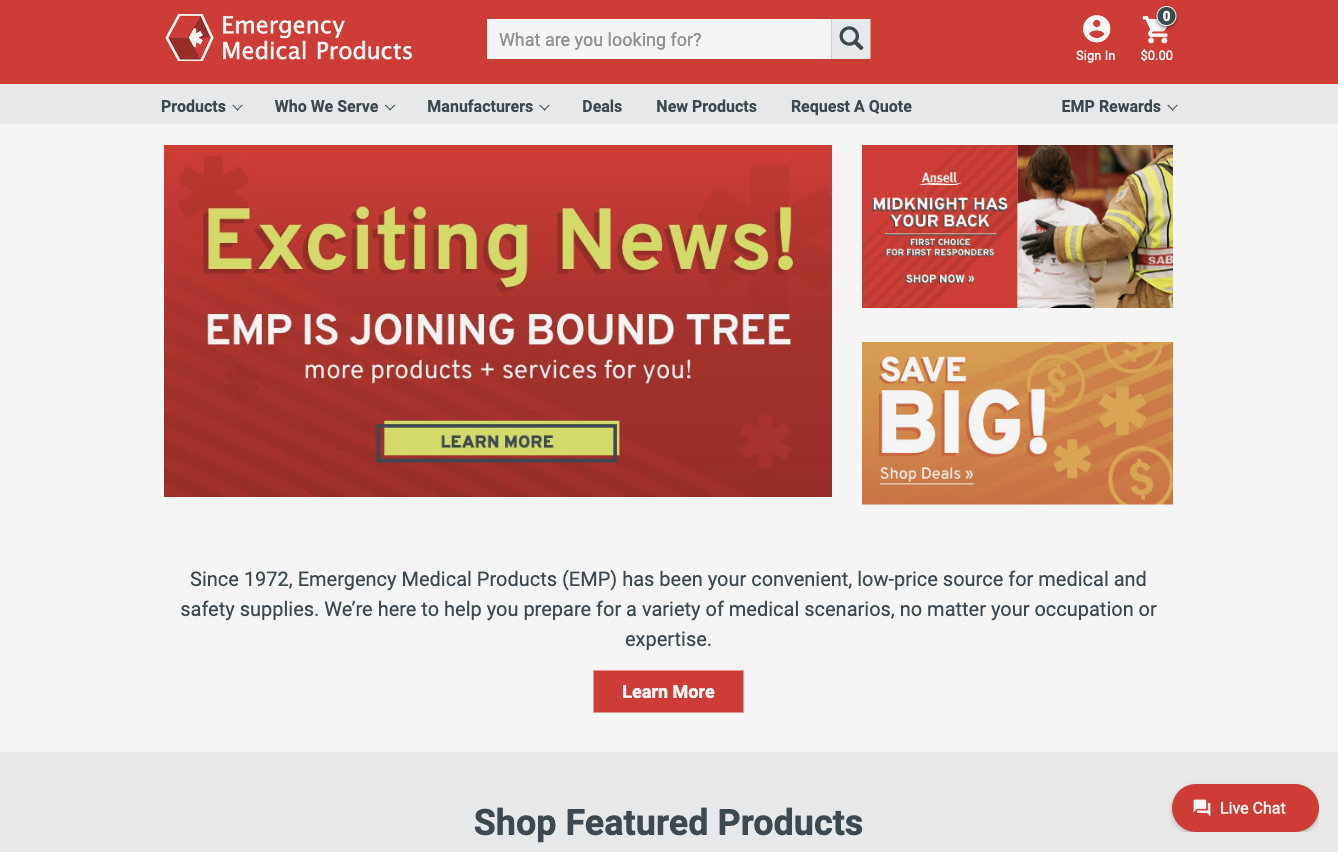 Emergency
Medical Products
What are you looking for?
Sign In
0
$0.00
Products
Who We Serve
Manufacturers
Deals
New Products
Request A Quote
EMP Rewards
Exciting News!
EMP IS JOINING BOUND TREE
more products + services for you!
LEARN MORE
Ansell
MIDKNIGHT HAS
YOUR BACK
FIRST CHOICE
FOR FIRST RESPONDERS
SHOP NOW »
SAB
SAVE
BIG!
Shop Deals »
$
$
Since 1972, Emergency Medical Products (EMP) has been your convenient, low-price source for medical and
safety supplies. We’re here to help you prepare for a variety of medical scenarios, no matter your occupation or
expertise.
Learn More
Shop Featured Products
Live Chat